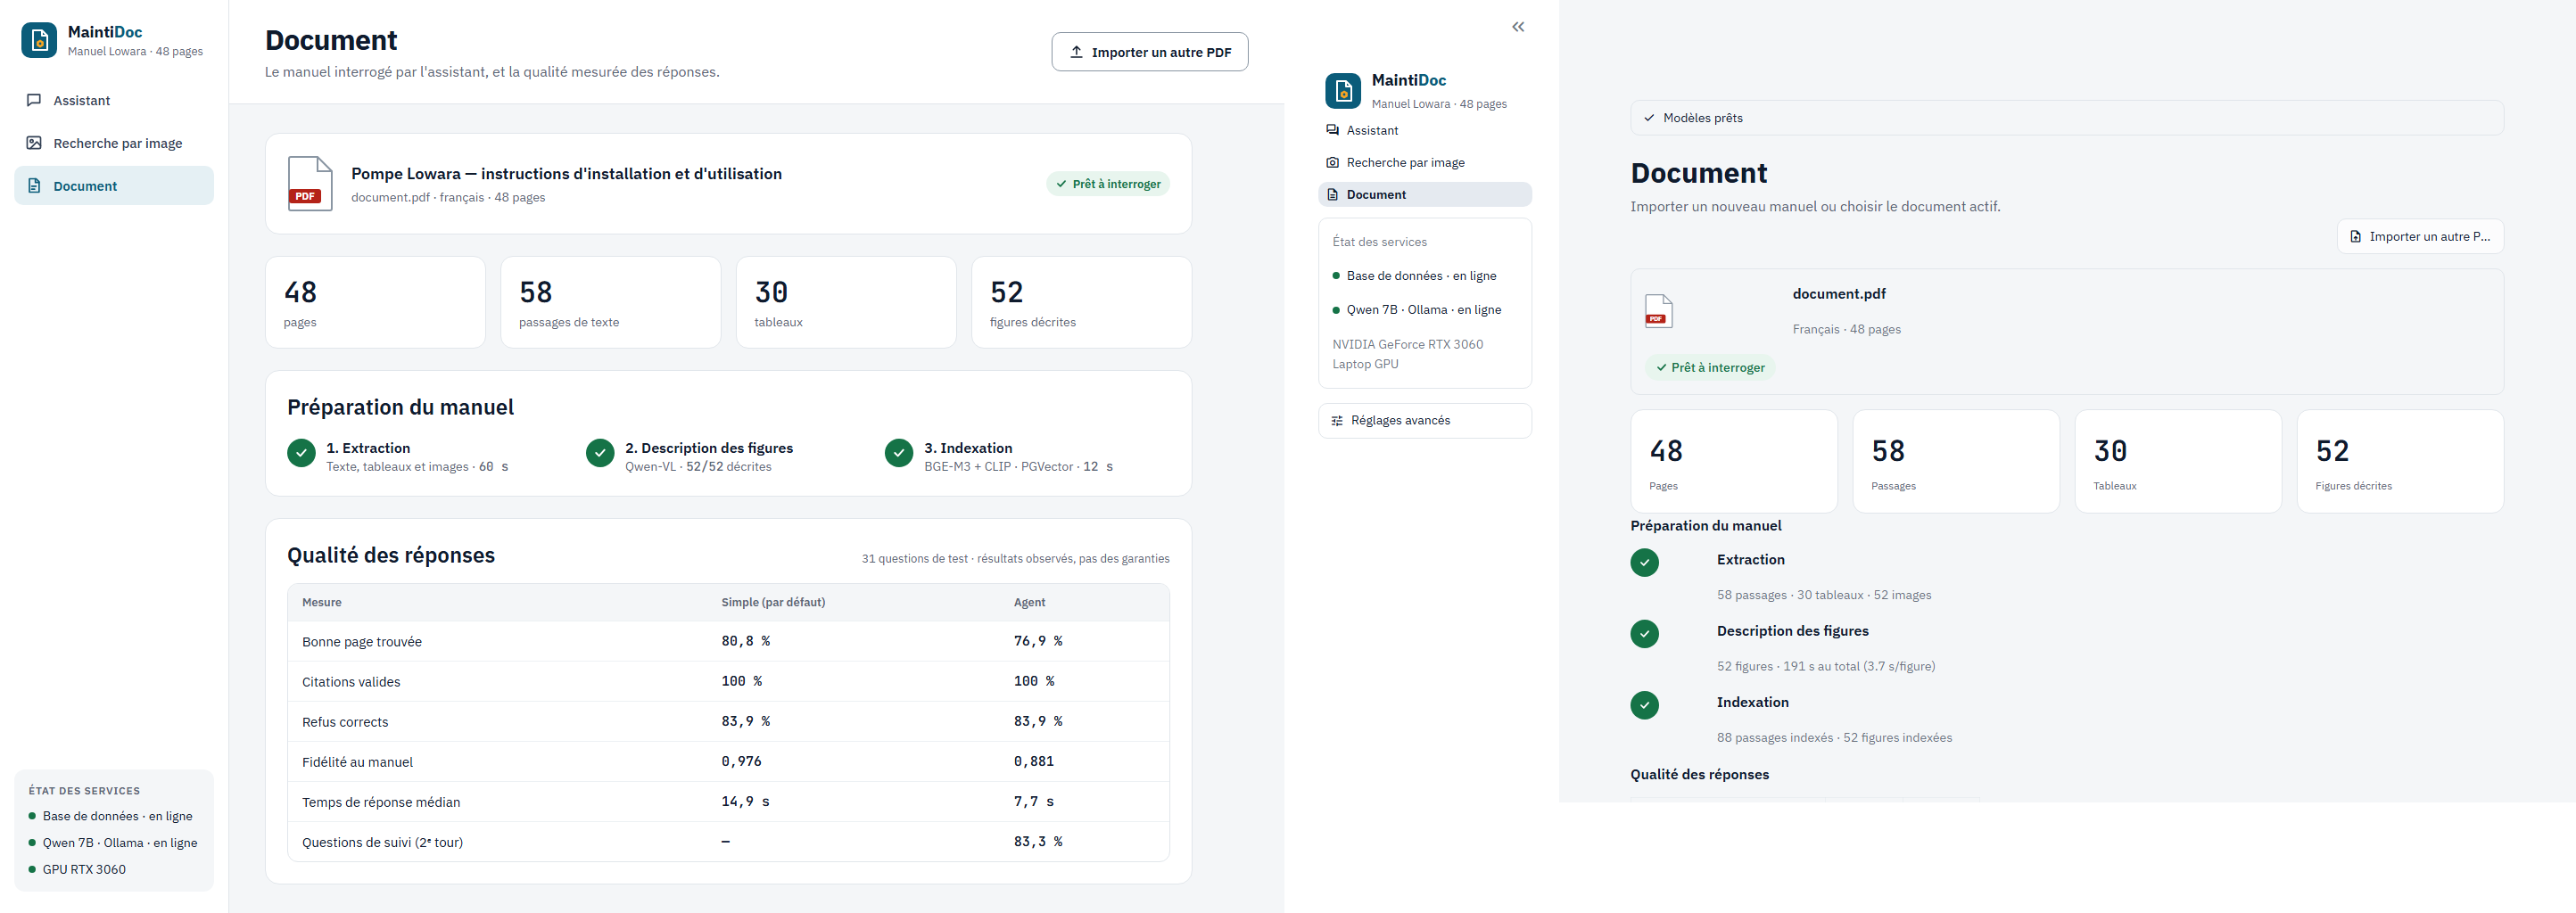 MaintiDoc
Manuel Lowara · 48 pages
Assistant
Recherche par image
Document
ÉTAT DES SERVICES
Base de données · en ligne
Qwen 7B · Ollama · en ligne
GPU RTX 3060
Document
Le manuel interrogé par l'assistant, et la qualité mesurée des réponses.
Importer un autre PDF
PDF
Pompe Lowara — instructions d'installation et d'utilisation
document.pdf · français · 48 pages
Prêt à interroger
48
pages
58
passages de texte
30
tableaux
52
figures décrites
Préparation du manuel
1. Extraction
Texte, tableaux et images · 60 s
2. Description des figures
Qwen-VL · 52/52 décrites
3. Indexation
BGE-M3 + CLIP · PGVector · 12 s
Qualité des réponses
31 questions de test · résultats observés, pas des garanties
Mesure Simple (par défaut) Agent
Bonne page trouvée 80,8 % 76,9 %
Citations valides 100 % 100 %
Refus corrects 83,9 % 83,9 %
Fidélité au manuel 0,976 0,881
Temps de réponse médian 14,9 s 7,7 s
Questions de suivi (2ᵉ tour) — 83,3 %
MaintiDoc
Manuel Lowara · 48 pages
Assistant
Recherche par image
Document
État des services
Base de données · en ligne
Qwen 7B · Ollama · en ligne
NVIDIA GeForce RTX 3060
Laptop GPU
Réglages avancés
Modèles prêts
Document
Importer un nouveau manuel ou choisir le document actif.
Importer un autre P...
PDF
document.pdf
Français · 48 pages
Prêt à interroger
48
Pages
58
Passages
30
Tableaux
52
Figures décrites
Préparation du manuel
Extraction
58 passages · 30 tableaux · 52 images
Description des figures
52 figures · 191 s au total (3.7 s/figure)
Indexation
88 passages indexés · 52 figures indexées
Qualité des réponses